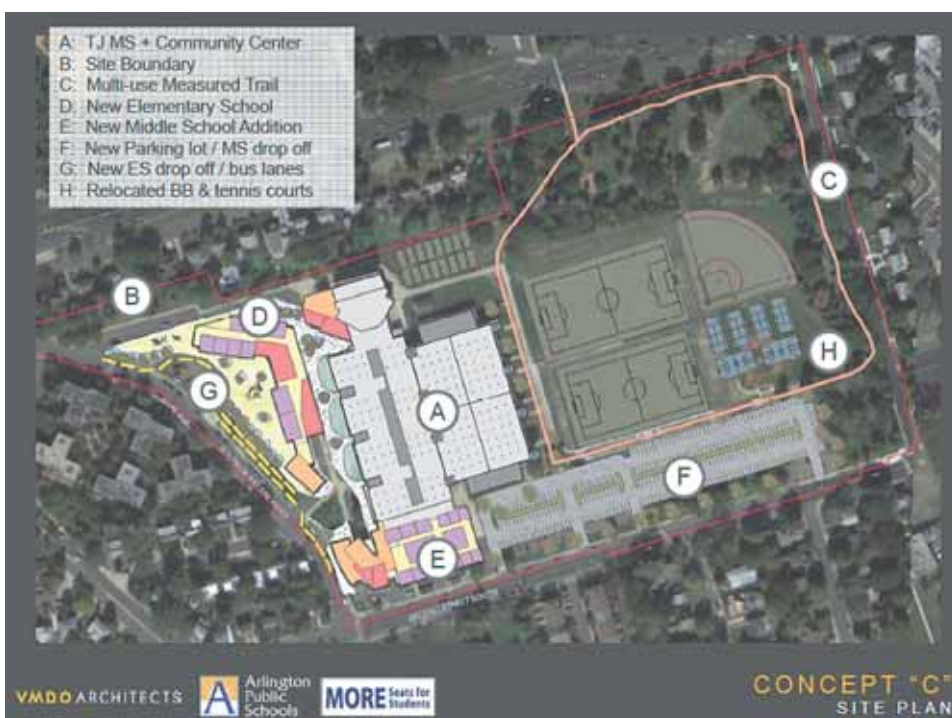 A: TJ MS + Community Center
B: Site Boundary
C: Multi-use Measured Trail
D: New Elementary School
E: New Middle School Addition
F: New Parking lot / MS drop off
G: New ES drop off / bus lanes
H: Relocated BB & tennis courts
C
B
D
H
G
A
F
E
VMDO ARCHITECTS
A
Arlington
Public
Schools
MORE Seats for
Students
CONCEPT "C"
SITE PLAN